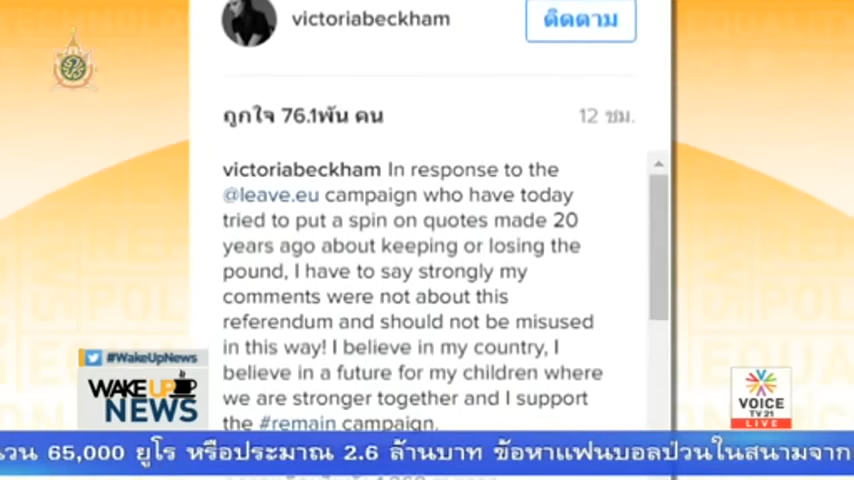 victoriabeckham
ติดตาม
ถูกใจ 76.1พัน คน
12 ชม.
victoriabeckham In response to the
@leave.eu campaign who have today
tried to put a spin on quotes made 20
years ago about keeping or losing the
pound, I have to say strongly my
comments were not about this
referendum and should not be misused
in this way! I believe in my country, I
believe in a future for my children where
we are stronger together and I support
the #remain campaign.
#WakeUpNews
WAKE UP
NEWS
VOICE
TV 21
LIVE
65,000 ยูโร หรือประมาณ 2.6 ล้านบาท ข้อหาแฟนบอลป่วนในสนามจาก